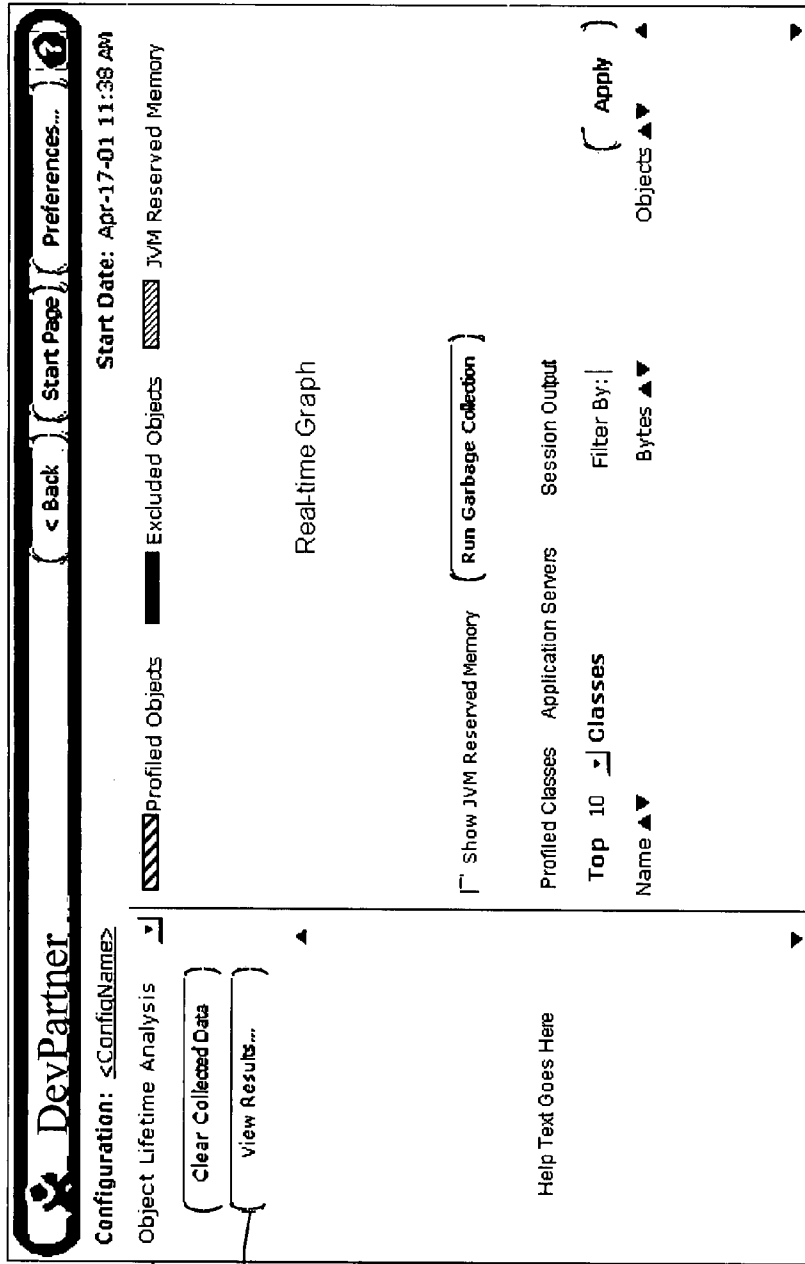 DevPartner
< Back
Start Page
Preferences...
?
Configuration: <ConfigName>
Start Date: Apr-17-01 11:38 AM
Object Lifetime Analysis
Clear Collected Data
View Results...
Help Text Goes Here
Profiled Objects
Excluded Objects
JVM Reserved Memory
Real-time Graph
Show JVM Reserved Memory
Run Garbage Collection
Profiled Classes
Application Servers
Session Output
Top 10 Classes
Filter By:
Apply
Name
Bytes
Objects